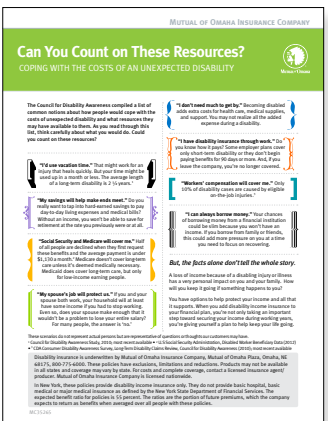 MUTUAL OF OMAHA INSURANCE COMPANY
Can You Count on These Resources?
COPING WITH THE COSTS OF AN UNEXPECTED DISABILITY
MUTUAL of OMAHA
The Council for Disability Awareness compiled a list of
common notions about how people would cope with the
costs of unexpected disability and what resources they
may have available to them. As you read through this
list, think carefully about what you would do. Could
you count on these resources?
"I'd use vacation time." That might work for an
injury that heals quickly. But your time might be
used up in a month or less. The average length
of a long-term disability is 2 ½ years.
"My savings will help make ends meet." Do you
really want to tap into hard-earned savings to pay
day-to-day living expenses and medical bills?
Without an income, you won't be able to save for
retirement at the rate you previously were or at all.
"Social Security and Medicare will cover me." Half
of all people are declined when they first request
these benefits and the average payment is under
$1,130 a month. Medicare doesn't cover long-term
care unless it's deemed medically necessary.
Medicaid does cover long-term care, but only
for low-income earning people.
"My spouse's job will protect us." If you and your
spouse both work, your household will at least
have some income if you had to stop working.
Even so, does your spouse make enough that it
wouldn't be a problem to lose your entire salary?
For many people, the answer is "no."
"I don't need much to get by." Becoming disabled
adds extra costs for health care, medical supplies,
and support. You may not realize all the added
expense during a disability.
"I have disability insurance through work." Do
you know how it pays? Some employer plans cover
only short-term disability or they don't begin
paying benefits for 90 days or more. And, if you
leave the company, you're no longer covered.
"Workers' compensation will cover me." Only
10% of disability cases are caused by eligible
on-the-job injuries.
"I can always borrow money." Your chances
of borrowing money from a financial institution
could be slim because you won't have an
income. If you borrow from family or friends,
this could add more pressure on you at a time
you need to focus on recovering.
But, the facts alone don't tell the whole story.
A loss of income because of a disabling injury or illness
has a very personal impact on you and your family. How
will you keep it going if something happens to you?
You have options to help protect your income and all that
it supports. When you add disability income insurance to
your financial plan, you're not only taking an important
step toward securing your income during working years,
you're giving yourself a plan to help keep your life going.
These scenarios do not represent actual persons but are representative of questions or thoughts our customers may have.
Disability insurance is underwritten by Mutual of Omaha Insurance Company, Mutual of Omaha Plaza, Omaha, NE
68175, 800-775-6000. These policies have exclusions, limitations and reductions. Products may not be available
in all states and coverage may vary by state. For costs and complete coverage, contact a licensed insurance agent/
producer. Mutual of Omaha Insurance Company is licensed nationwide.
In New York, these policies provide disability income insurance only. They do not provide basic hospital, basic
medical or major medical insurance as defined by the New York State Department of Financial Services. The
expected benefit ratio for policies is 55 percent. The ratios are the portion of future premiums, which the company
expects to return as benefits when averaged over all people with these policies.
MC35260